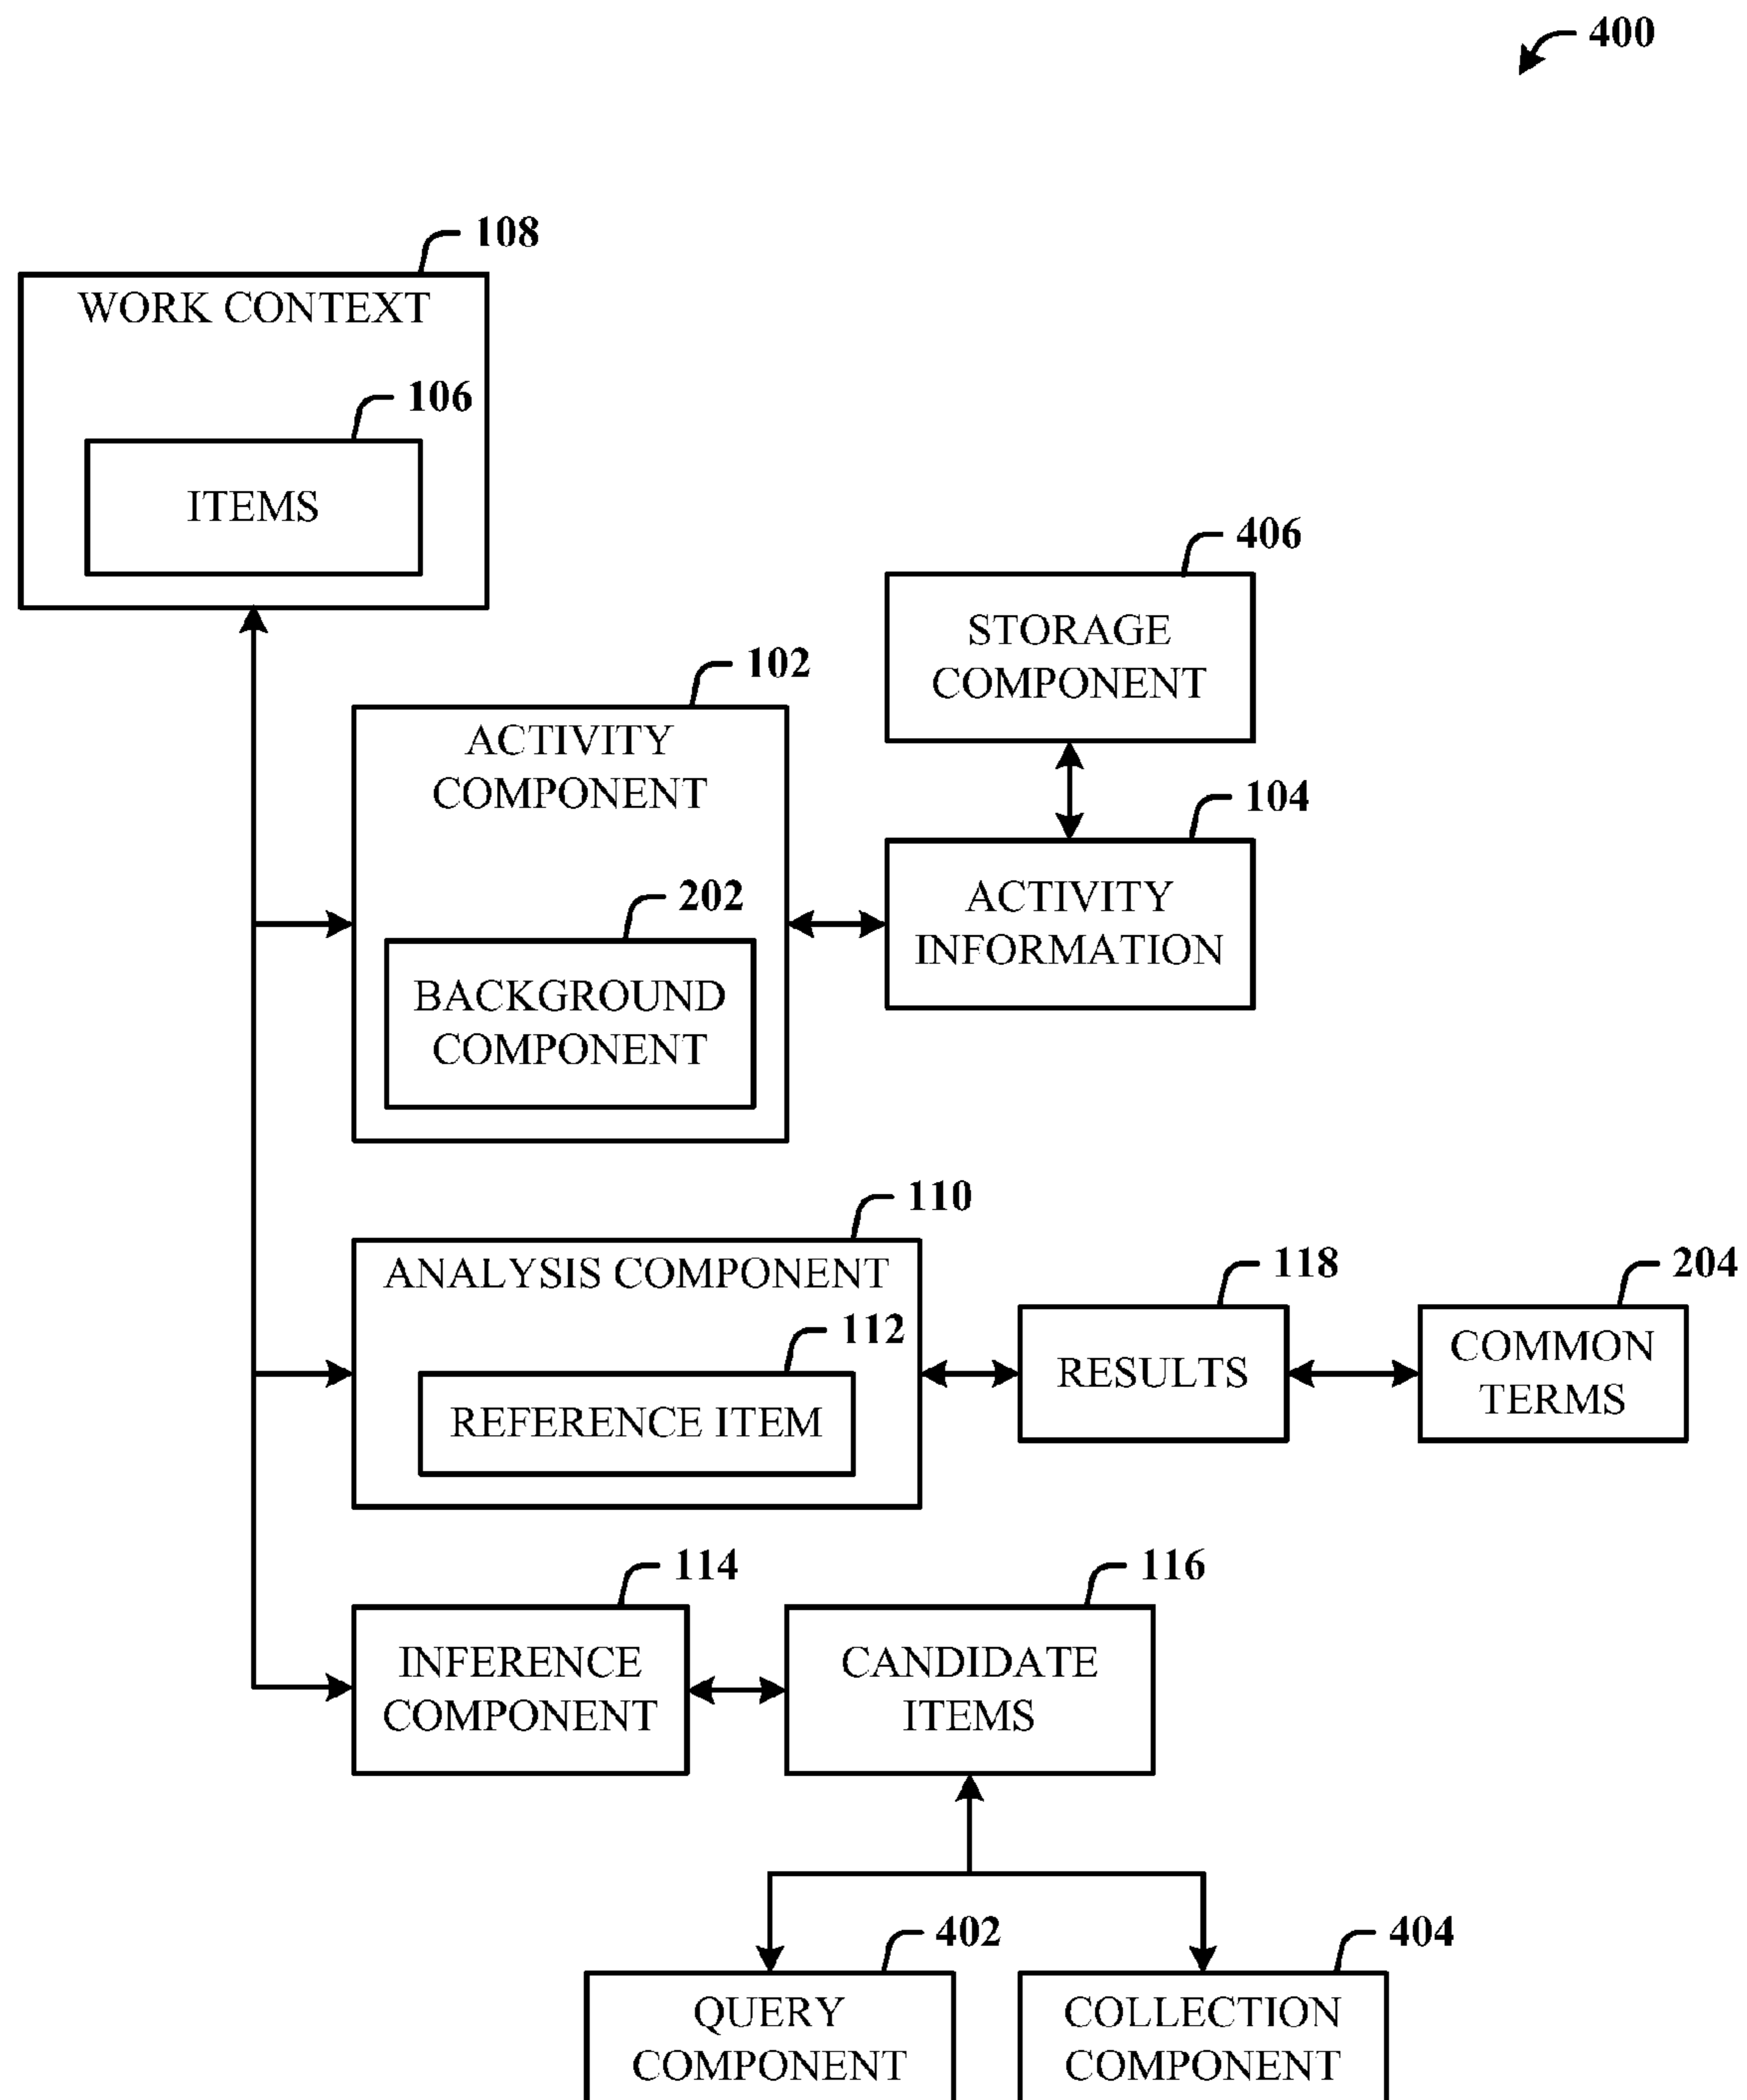 400
108
WORK CONTEXT
106
ITEMS
406
STORAGE
COMPONENT
102
ACTIVITY
COMPONENT
104
ACTIVITY
INFORMATION
202
BACKGROUND
COMPONENT
110
ANALYSIS COMPONENT
112
REFERENCE ITEM
118
RESULTS
204
COMMON
TERMS
114
INFERENCE
COMPONENT
116
CANDIDATE
ITEMS
402
QUERY
COMPONENT
404
COLLECTION
COMPONENT